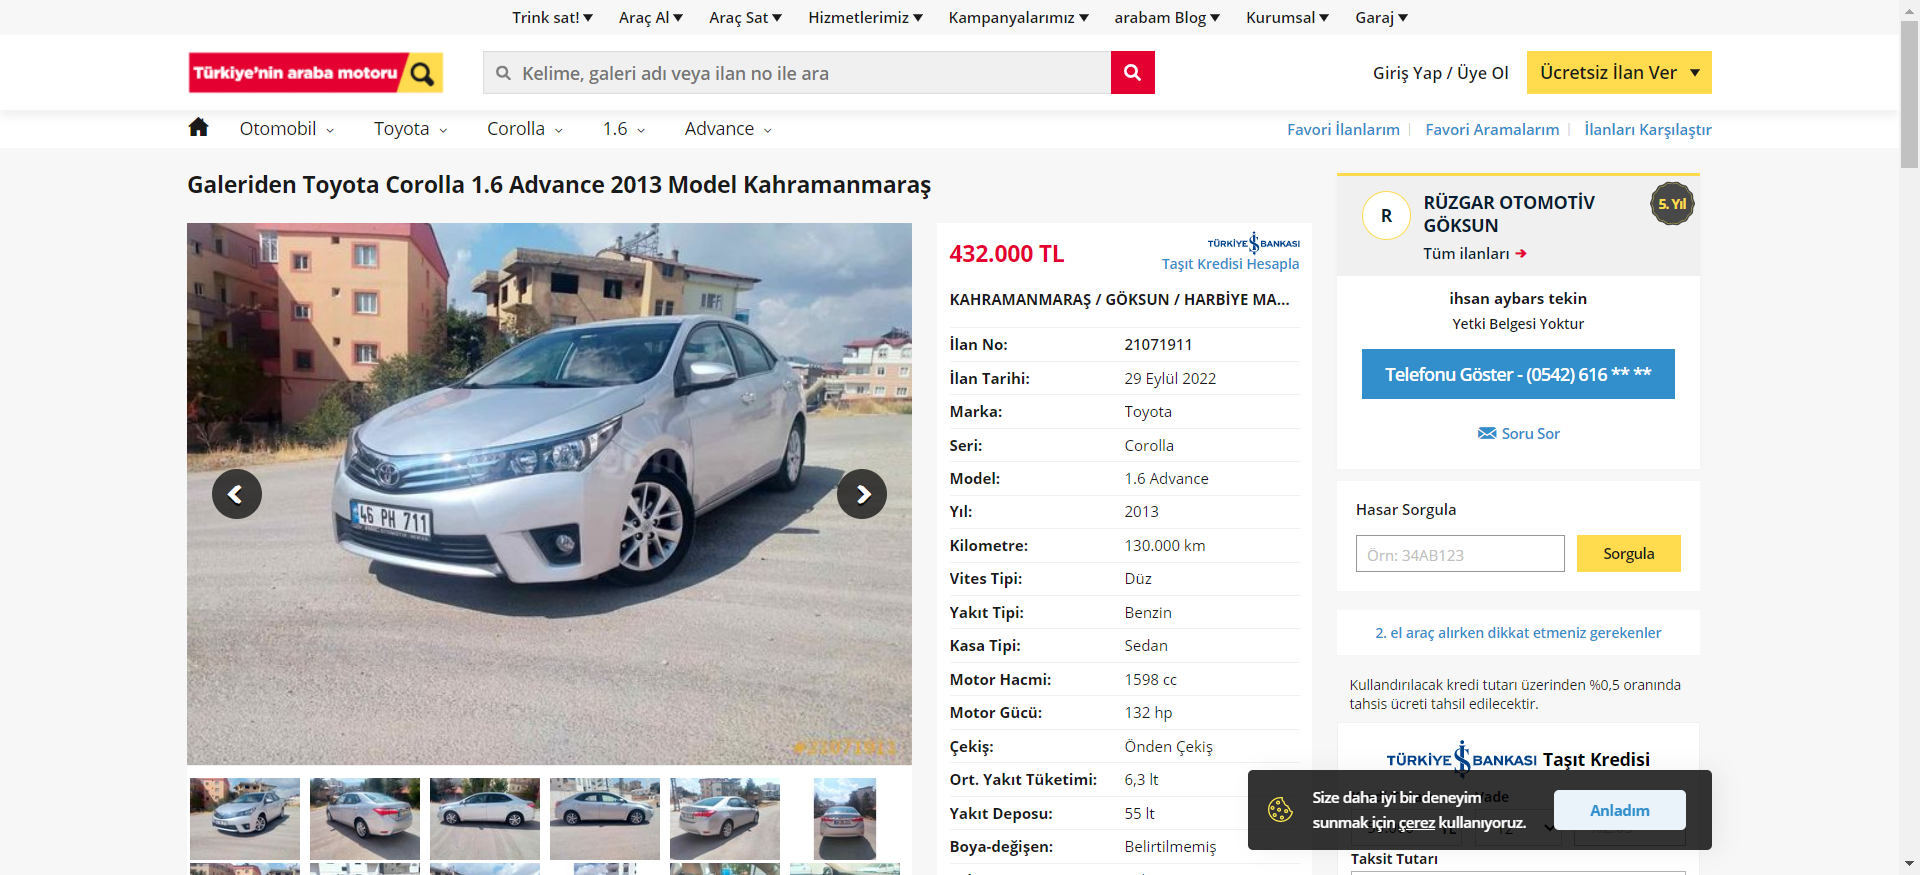 Trink sat! Araç Al Araç Sat Hizmetlerimiz Kampanyalarımız arabam Blog Kurumsal Garaj
Türkiye'nin araba motoru
Kelime, galeri adı veya ilan no ile ara
Giriş Yap / Üye Ol
Ücretsiz İlan Ver
Otomobil Toyota Corolla 1.6 Advance
Favori İlanlarım Favori Aramalarım İlanları Karşılaştır
Galeriden Toyota Corolla 1.6 Advance 2013 Model Kahramanmaraş
46 PH 711
#21071911
432.000 TL
TÜRKİYE İŞ BANKASI
Taşıt Kredisi Hesapla
KAHRAMANMARAŞ / GÖKSUN / HARBİYE MA...
İlan No: 21071911
İlan Tarihi: 29 Eylül 2022
Marka: Toyota
Seri: Corolla
Model: 1.6 Advance
Yıl: 2013
Kilometre: 130.000 km
Vites Tipi: Düz
Yakıt Tipi: Benzin
Kasa Tipi: Sedan
Motor Hacmi: 1598 cc
Motor Gücü: 132 hp
Çekiş: Önden Çekiş
Ort. Yakıt Tüketimi: 6,3 lt
Yakıt Deposu: 55 lt
Boya-değişen: Belirtilmemiş
R
RÜZGAR OTOMOTİV
GÖKSUN
5. Yıl
Tüm ilanları
ihsan aybars tekin
Yetki Belgesi Yoktur
Telefonu Göster - (0542) 616 ** **
Soru Sor
Hasar Sorgula
Örn: 34AB123
Sorgula
2. el araç alırken dikkat etmeniz gerekenler
Kullandırılacak kredi tutarı üzerinden %0,5 oranında
tahsis ücreti tahsil edilecektir.
TÜRKİYE İŞ BANKASI Taşıt Kredisi
Size daha iyi bir deneyim
sunmak için çerez kullanıyoruz.
Anladım
Taksit Tutarı